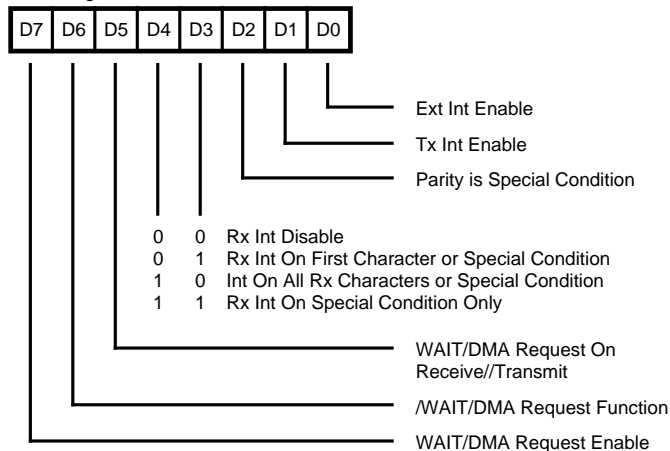 D7 D6 D5 D4 D3 D2 D1 D0
Ext Int Enable
Tx Int Enable
Parity is Special Condition
0 0 Rx Int Disable
0 1 Rx Int On First Character or Special Condition
1 0 Int On All Rx Characters or Special Condition
1 1 Rx Int On Special Condition Only
WAIT/DMA Request On
Receive//Transmit
/WAIT/DMA Request Function
WAIT/DMA Request Enable